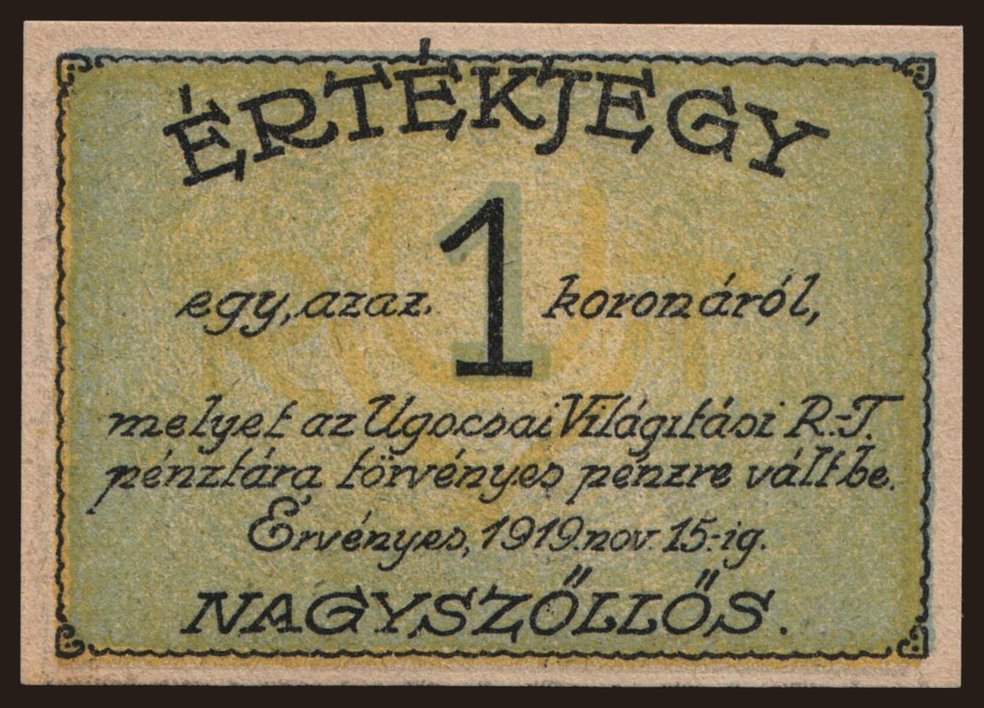 ÉRTÉKJEGY
egy, azaz. 1 koronáról,
melyet az Ugocsai Világítási R.-T.
pénztára törvényes pénzre vált be.
Érvényes, 1919. nov. 15-ig.
NAGYSZŐLLŐS.